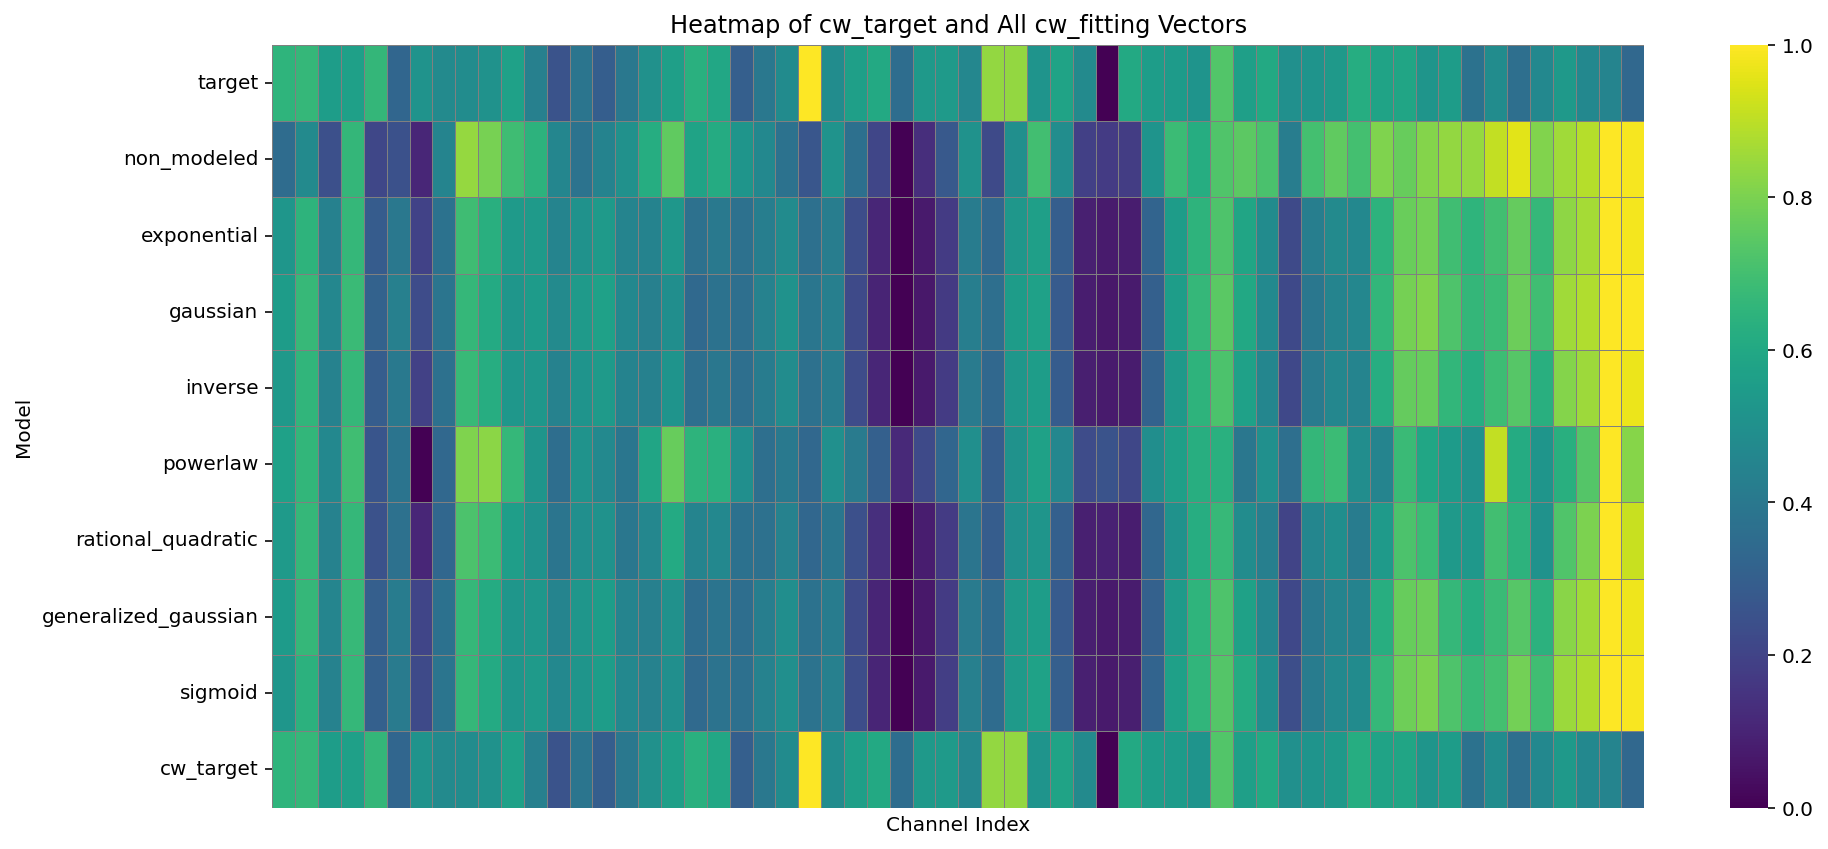 Heatmap of cw_target and All cw_fitting Vectors
Model
target
non_modeled
exponential
gaussian
inverse
powerlaw
rational_quadratic
generalized_gaussian
sigmoid
cw_target
Channel Index
1.0
0.8
0.6
0.4
0.2
0.0